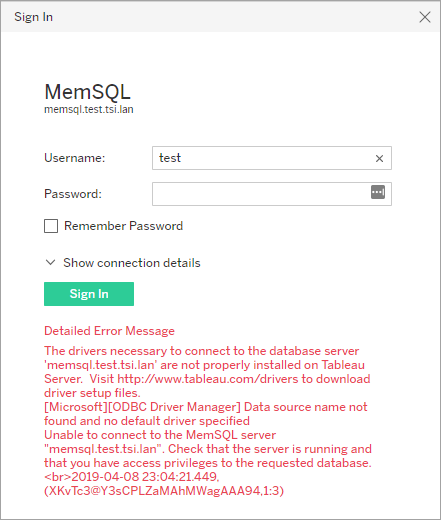 Sign In
MemSQL
memsql.test.tsi.lan
Username:
test
Password:
Remember Password
Show connection details
Sign In
Detailed Error Message
The drivers necessary to connect to the database server
'memsql.test.tsi.lan' are not properly installed on Tableau
Server.  Visit http://www.tableau.com/drivers to download
driver setup files.
[Microsoft][ODBC Driver Manager] Data source name not
found and no default driver specified
Unable to connect to the MemSQL server
"memsql.test.tsi.lan". Check that the server is running and
that you have access privileges to the requested database.
<br>2019-04-08 23:04:21.449,
(XKvTc3@Y3sCPLZaMAhMWagAAA94,1:3)